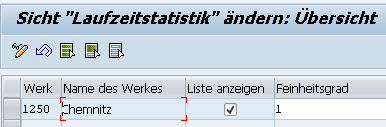 Sicht "Laufzeitstatistik" ändern: Übersicht
Werk Name des Werkes Liste anzeigen Feinheitsgrad
1250 Chemnitz 1